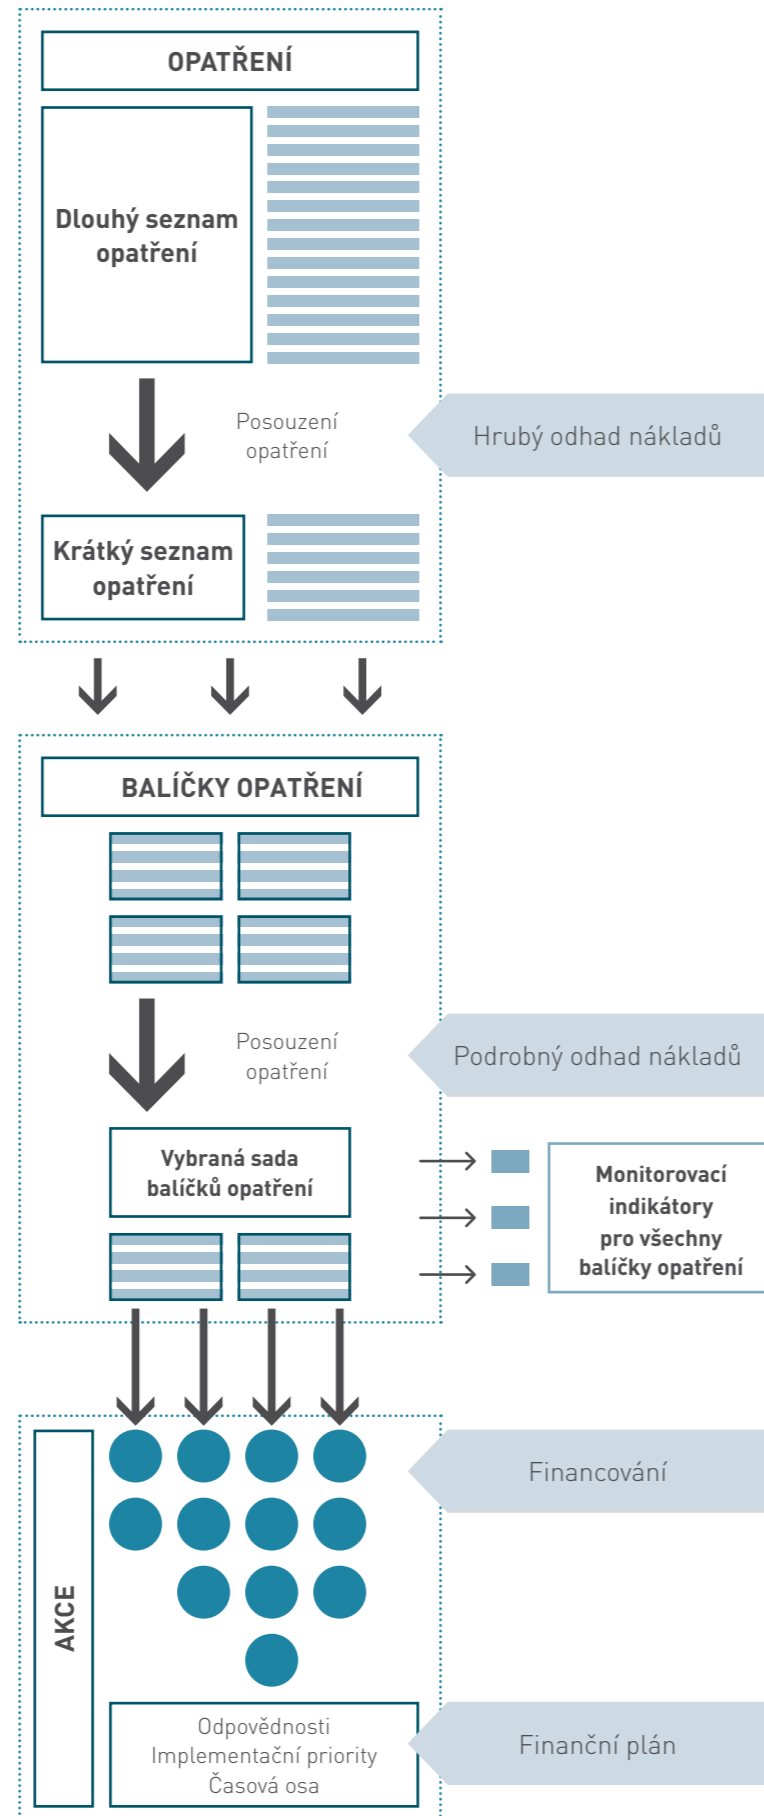 OPATŘENÍ
Dlouhý seznam
opatření
Posouzení
opatření
Hrubý odhad nákladů
Krátký seznam
opatření
BALÍČKY OPATŘENÍ
Posouzení
opatření
Podrobný odhad nákladů
Vybraná sada
balíčků opatření
Monitorovací
indikátory
pro všechny
balíčky opatření
AKCE
Financování
Odpovědnosti
Implementační priority
Časová osa
Finanční plán